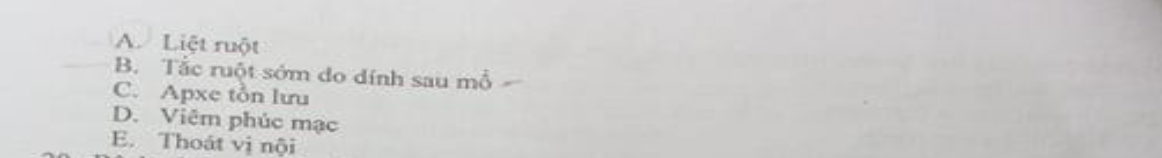 A. Liệt ruột
B. Tắc ruột sớm do dính sau mổ
C. Apxe tồn lưu
D. Viêm phúc mạc
E. Thoát vị nội